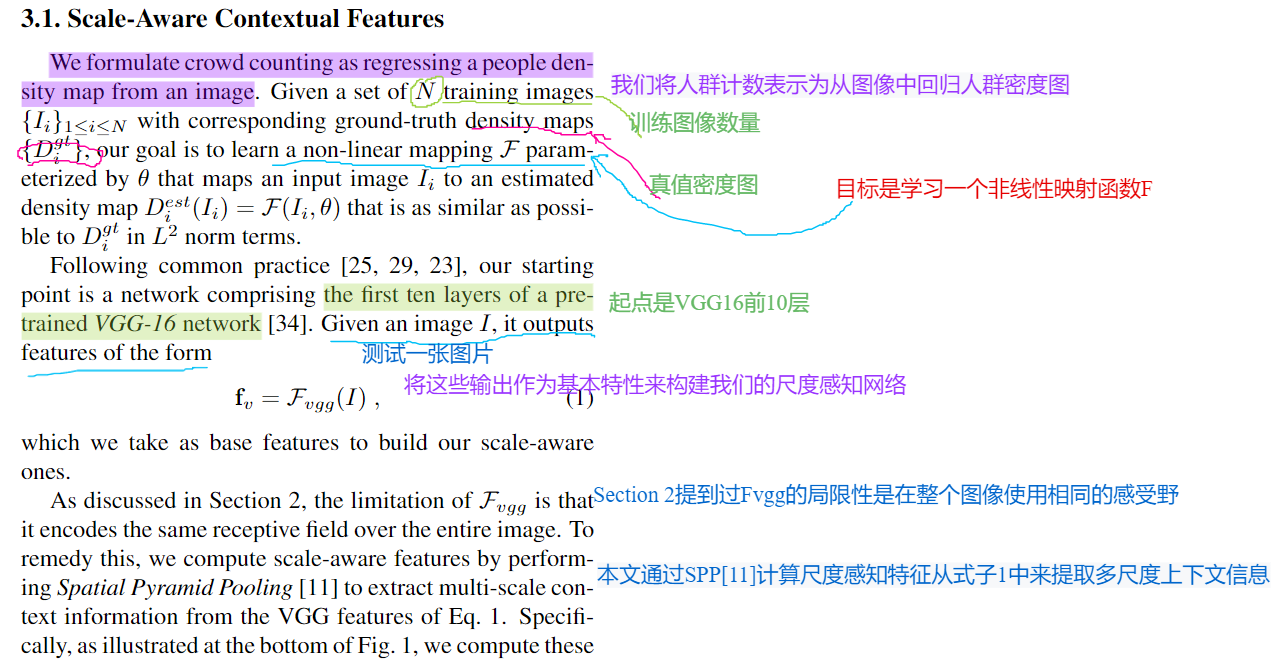 3.1. Scale-Aware Contextual Features
We formulate crowd counting as regressing a people den-
sity map from an image. Given a set of N training images
我们将人群计数表示为从图像中回归人群密度图
{I_i}_{1≤i≤N} with corresponding ground-truth density maps
训练图像数量
{D_i^{gt}}, our goal is to learn a non-linear mapping F param-
eterized by θ that maps an input image I_i to an estimated
真值密度图
目标是学习一个非线性映射函数F
density map D_i^{est}(I_i) = F(I_i, θ) that is as similar as possi-
ble to D_i^{gt} in L^2 norm terms.
Following common practice [25, 29, 23], our starting
point is a network comprising the first ten layers of a pre-
起点是VGG16前10层
trained VGG-16 network [34]. Given an image I, it outputs
features of the form
测试一张图片
将这些输出作为基本特性来构建我们的尺度感知网络
f_v = F_{vgg}(I) , (1)
which we take as base features to build our scale-aware
ones.
As discussed in Section 2, the limitation of F_{vgg} is that
Section 2提到过Fvgg的局限性是在整个图像使用相同的感受野
it encodes the same receptive field over the entire image. To
remedy this, we compute scale-aware features by perform-
ing Spatial Pyramid Pooling [11] to extract multi-scale con-
本文通过SPP[11]计算尺度感知特征从式子1中来提取多尺度上下文信息
text information from the VGG features of Eq. 1. Specifi-
cally, as illustrated at the bottom of Fig. 1, we compute these